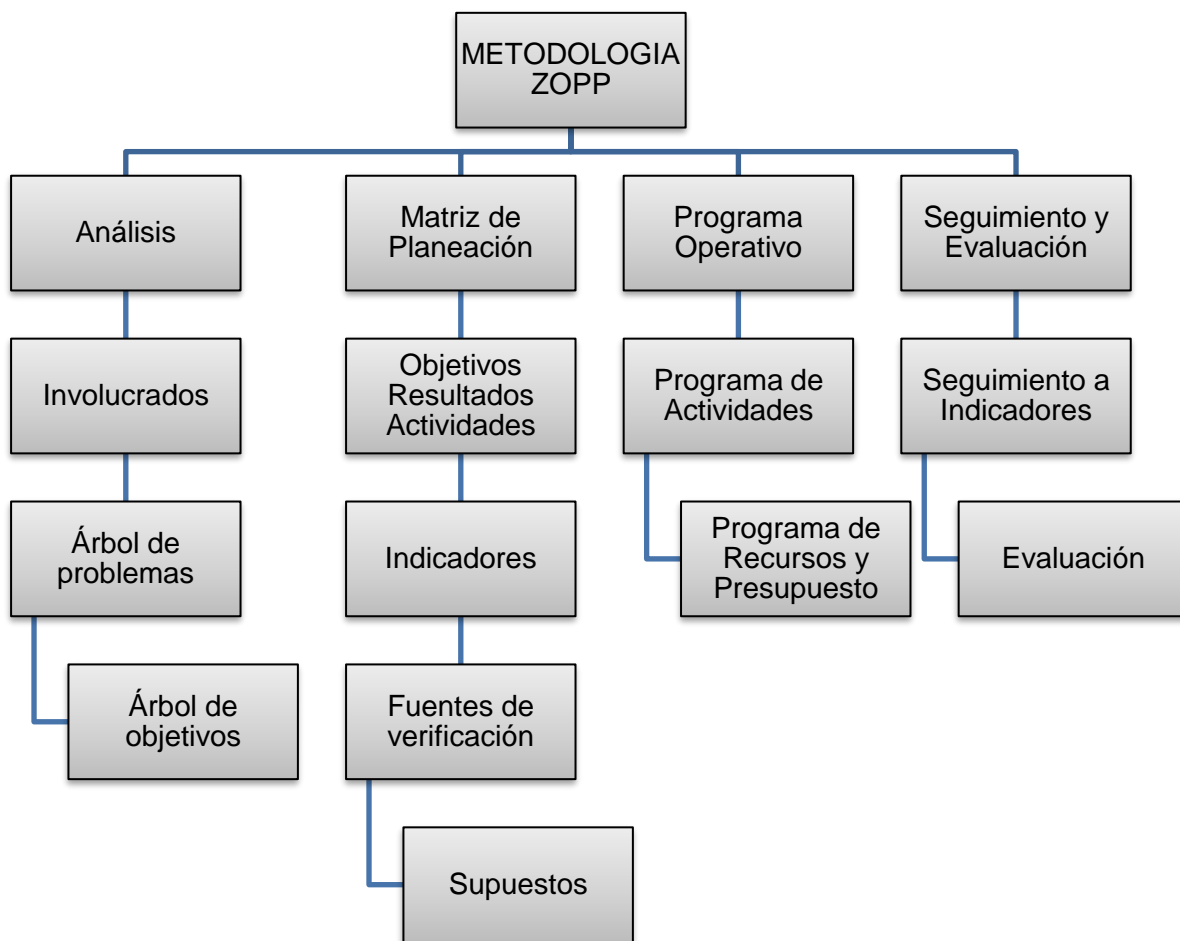 METODOLOGIA
ZOPP
Análisis
Matriz de
Planeación
Programa
Operativo
Seguimiento y
Evaluación
Involucrados
Objetivos
Resultados
Actividades
Programa de
Actividades
Seguimiento a
Indicadores
Árbol de
problemas
Indicadores
Programa de
Recursos y
Presupuesto
Evaluación
Árbol de
objetivos
Fuentes de
verificación
Supuestos